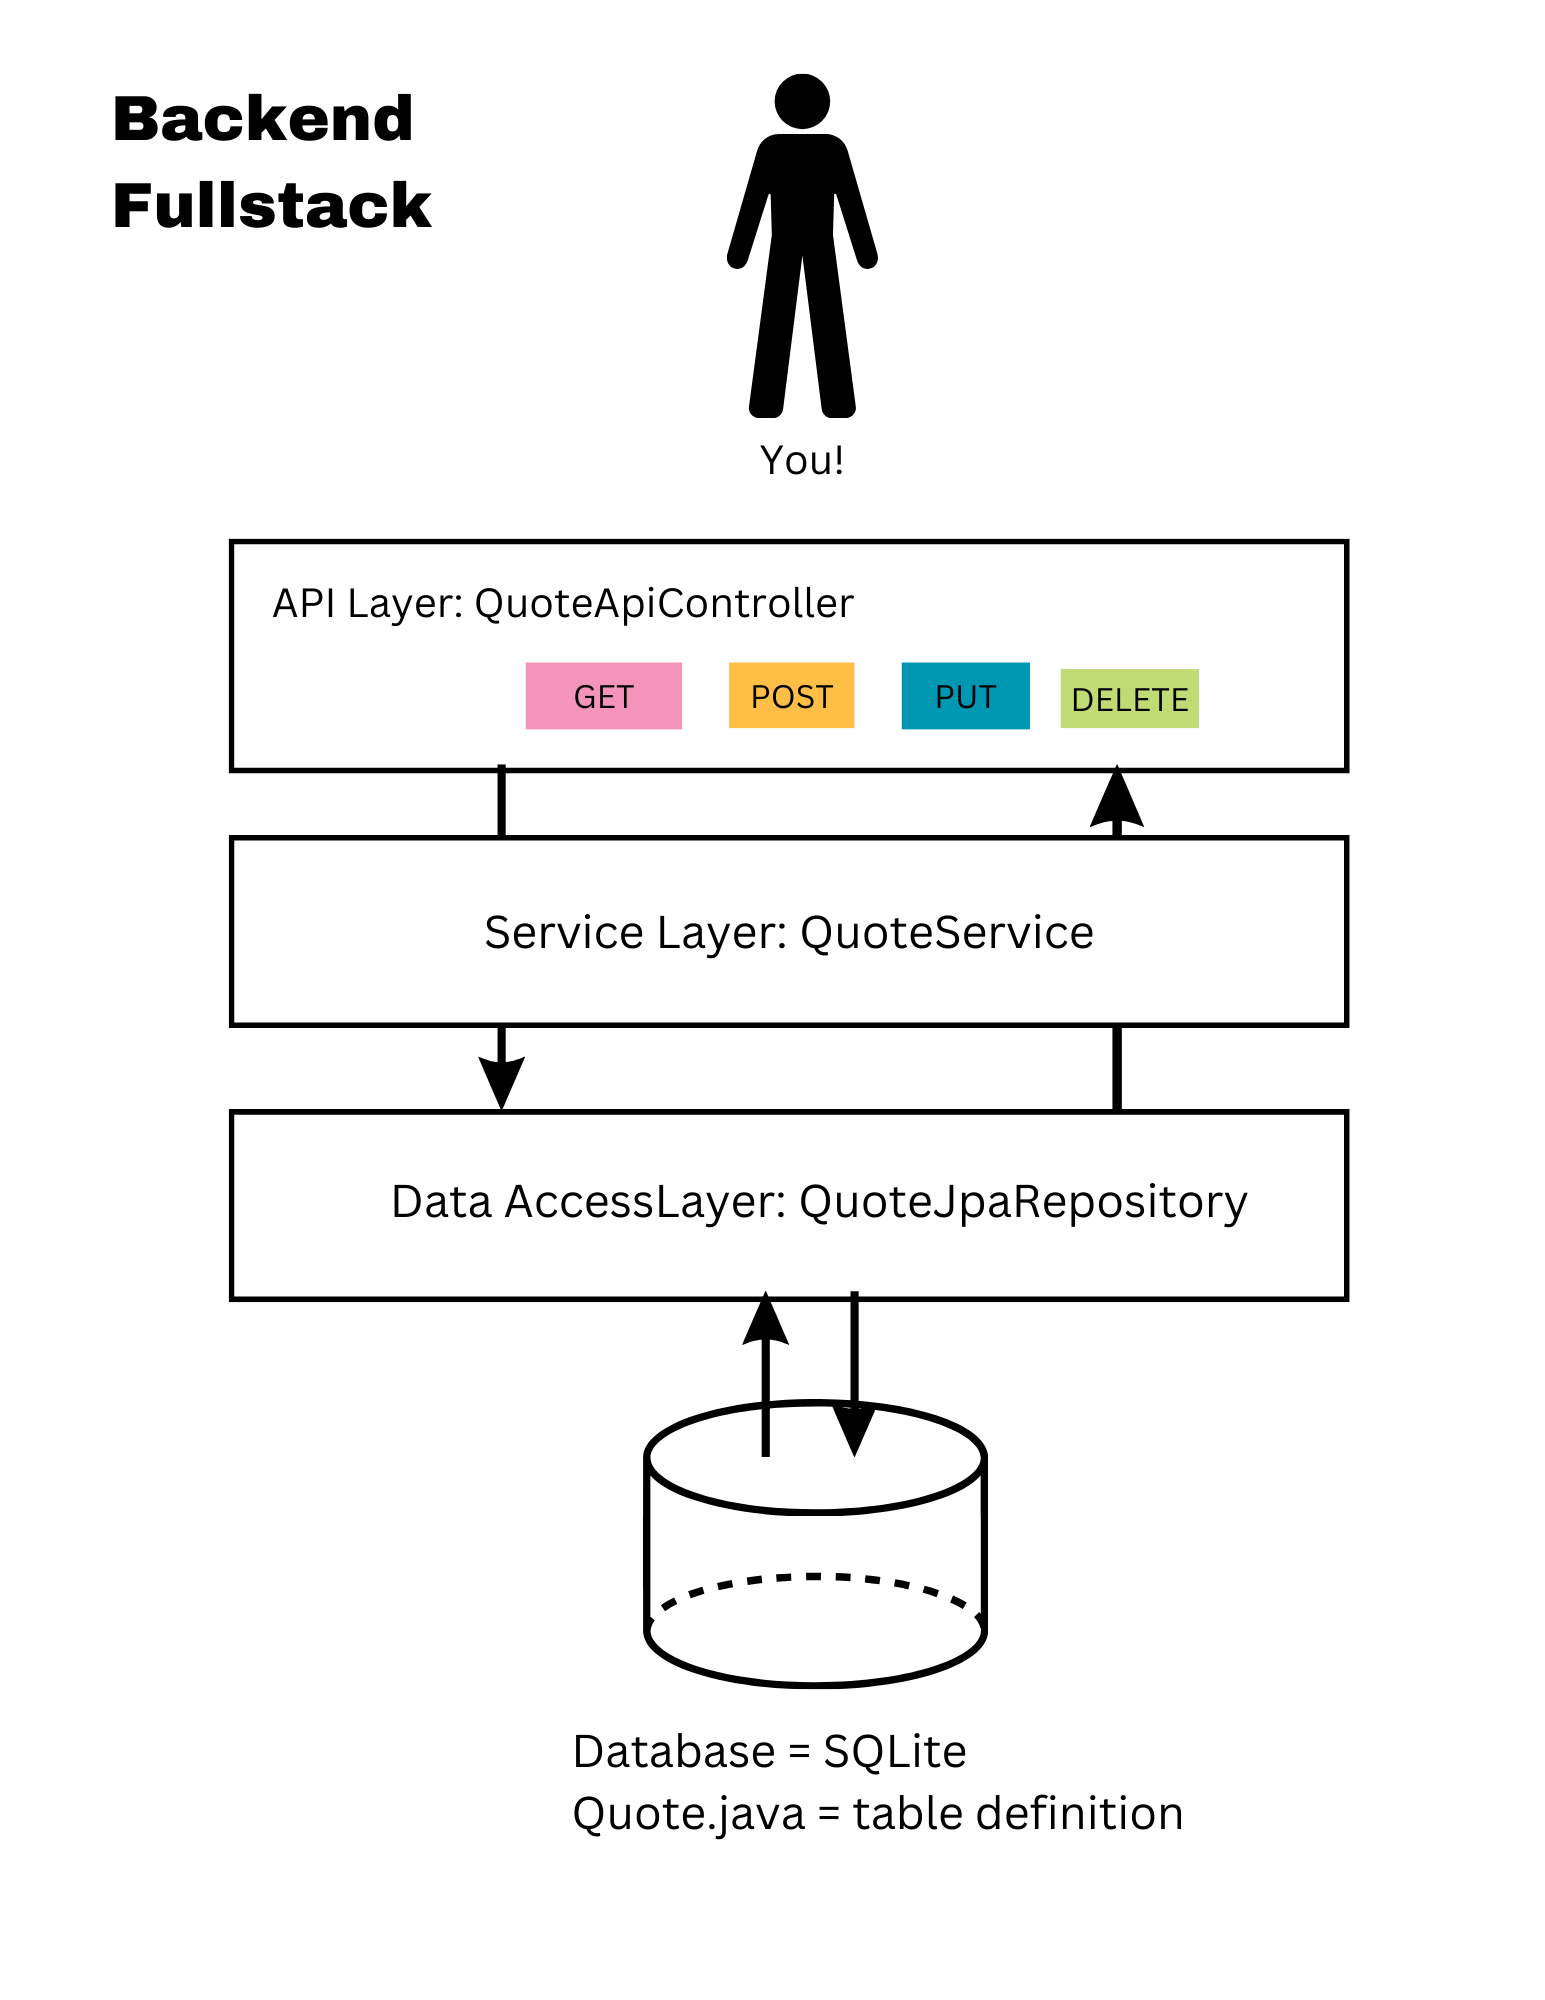 Backend
Fullstack
You!
API Layer: QuoteApiController
GET POST PUT DELETE
Service Layer: QuoteService
Data AccessLayer: QuoteJpaRepository
Database = SQLite
Quote.java = table definition